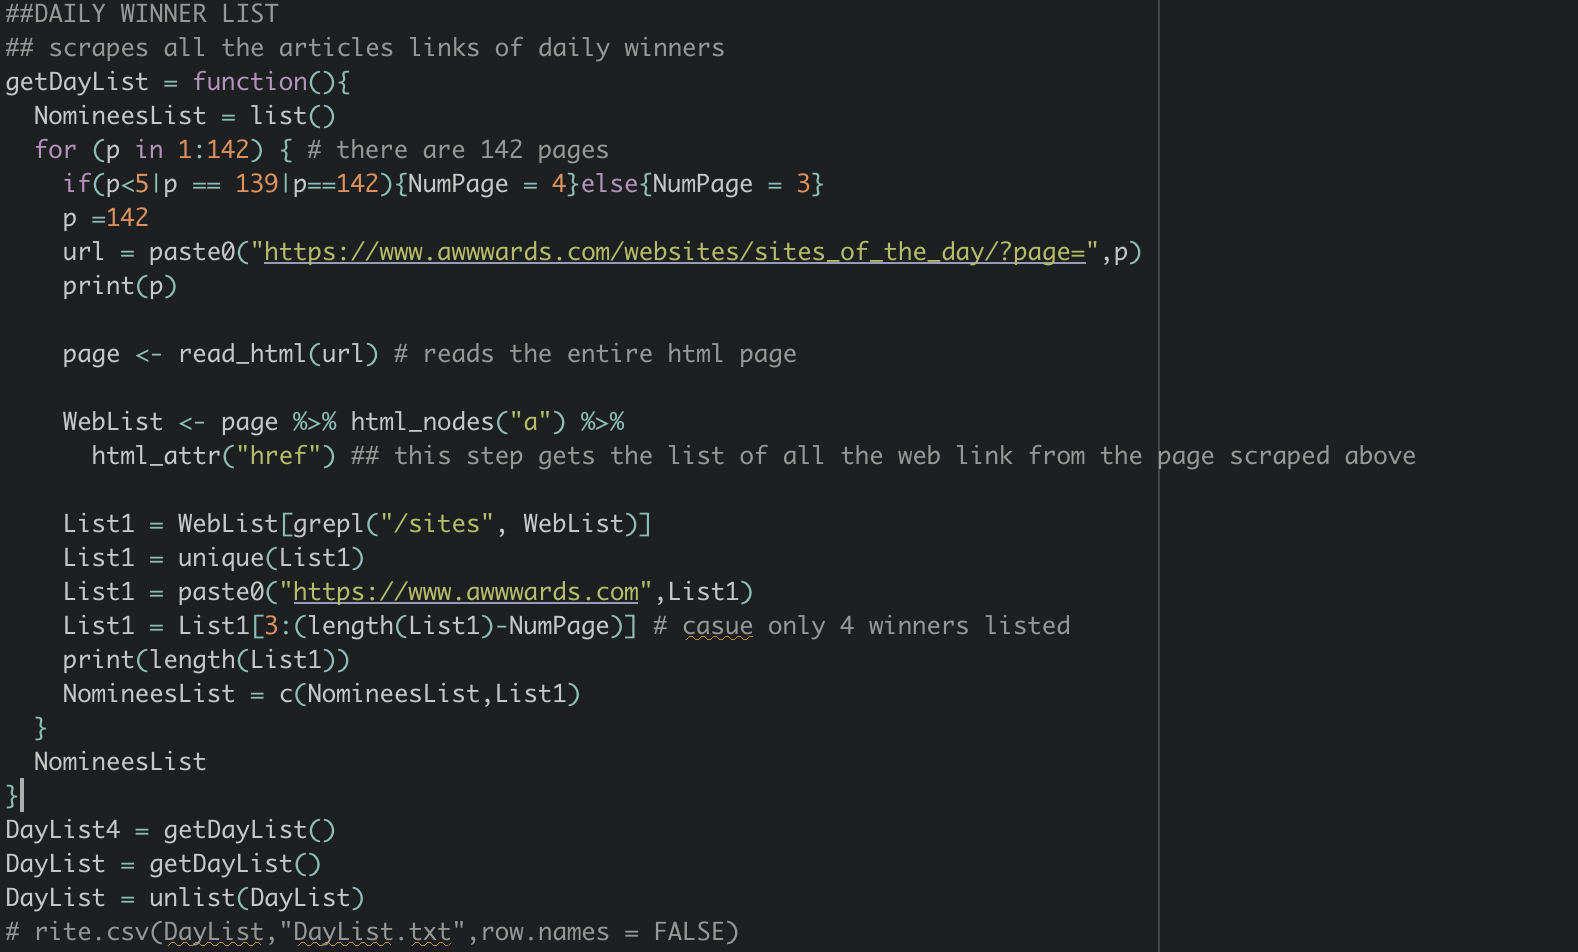 ##DAILY WINNER LIST
## scrapes all the articles links of daily winners
getDayList = function(){
  NomineesList = list()
  for (p in 1:142) { # there are 142 pages
    if(p<5|p == 139|p==142){NumPage = 4}else{NumPage = 3}
    p =142
    url = paste0("https://www.awwwards.com/websites/sites_of_the_day/?page=",p)
    print(p)

    page <- read_html(url) # reads the entire html page

    WebList <- page %>% html_nodes("a") %>%
      html_attr("href") ## this step gets the list of all the web link from the page scraped above

    List1 = WebList[grepl("/sites", WebList)]
    List1 = unique(List1)
    List1 = paste0("https://www.awwwards.com",List1)
    List1 = List1[3:(length(List1)-NumPage)] # casue only 4 winners listed
    print(length(List1))
    NomineesList = c(NomineesList,List1)
  }
  NomineesList
}
DayList4 = getDayList()
DayList = getDayList()
DayList = unlist(DayList)
# rite.csv(DayList,"DayList.txt",row.names = FALSE)